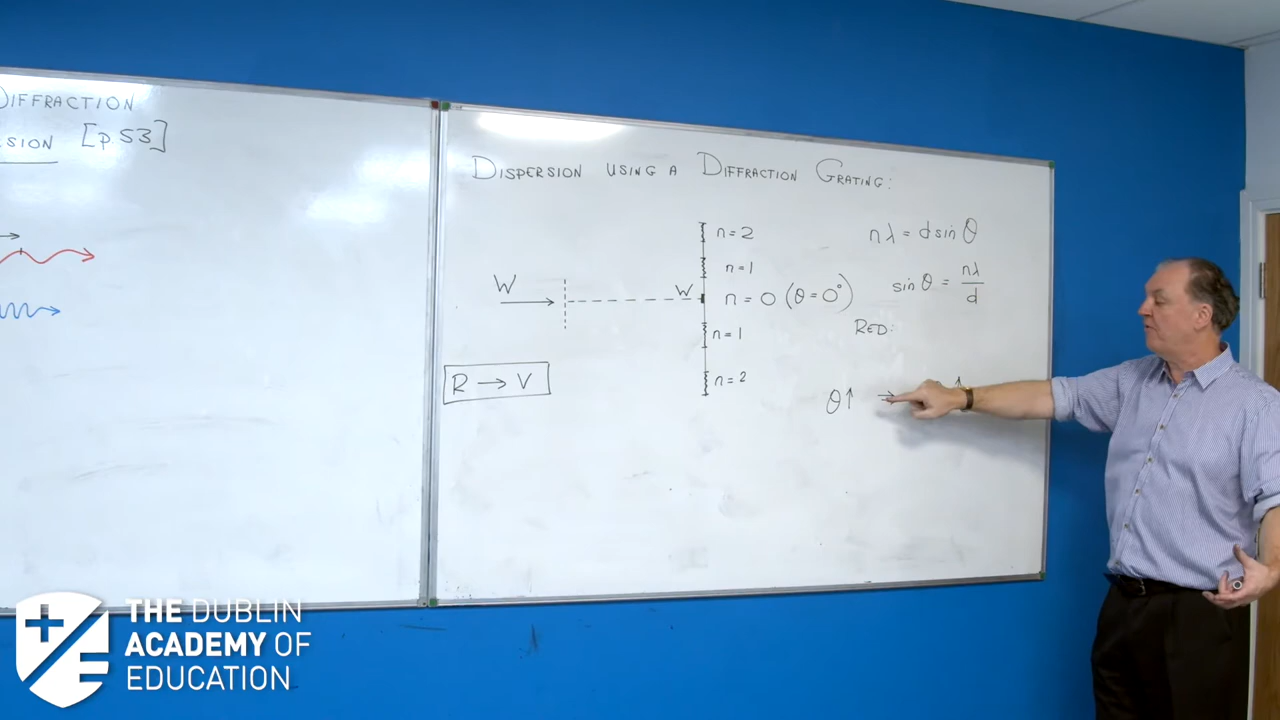 DIFFRACTION
SION [p.53]
DISPERSION USING A DIFFRACTION GRATING:
n=2
n=1
W
W
n=0 (θ=0°)
n=1
n=2
R → V
nλ = d sin θ
sin θ = nλ/d
RED:
θ↑ ⇒
THE DUBLIN
ACADEMY OF
EDUCATION